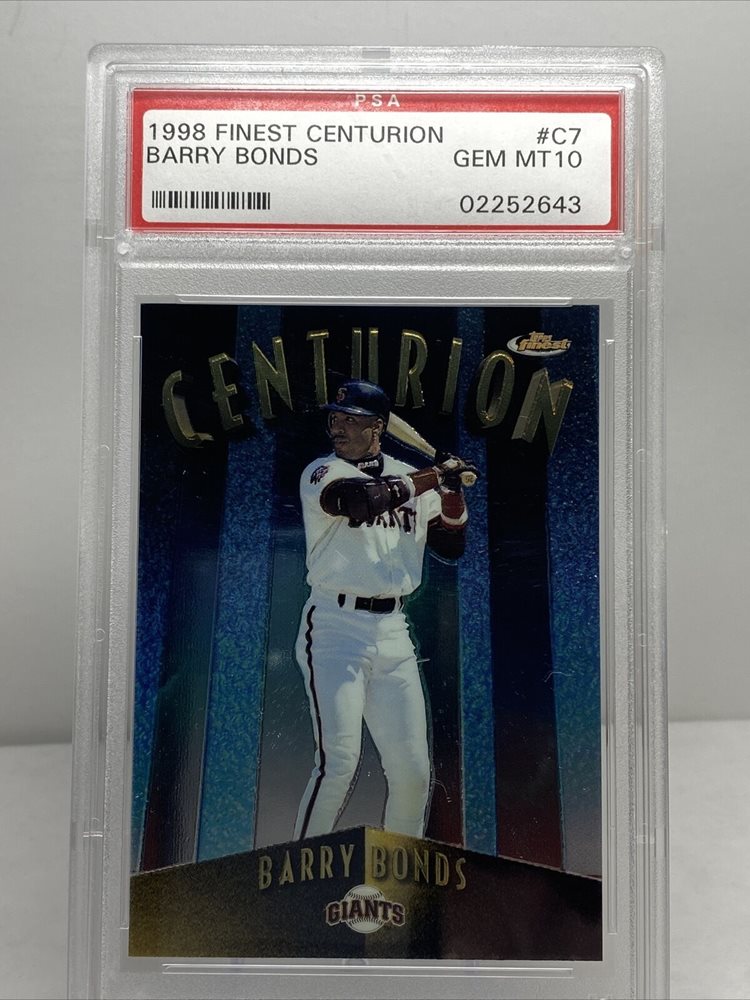 PSA
1998 FINEST CENTURION #C7
BARRY BONDS GEM MT10
02252643
topps
finest
CENTURION
S
GIANTS
BARRY BONDS
GIANTS